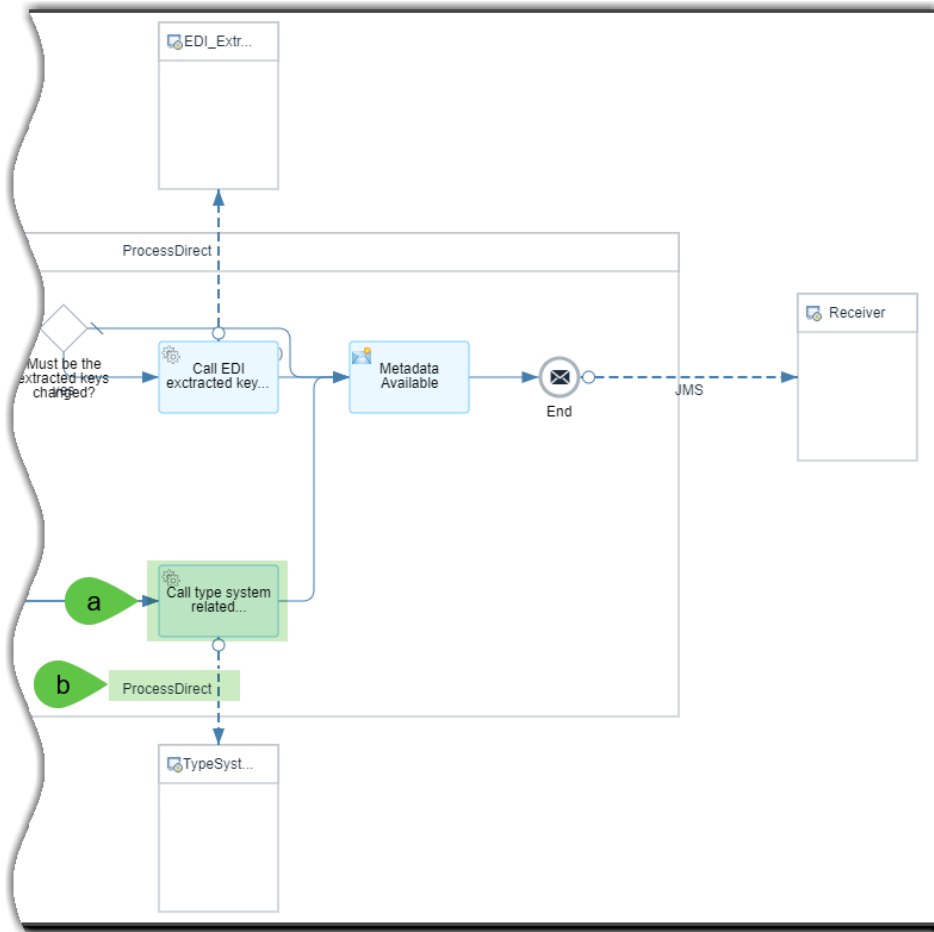 EDI_Extr...
ProcessDirect
Receiver
Must be the
extracted keys
changed?
yes
Call EDI
exctracted key...
Metadata
Available
End
JMS
a
Call type system
related...
b
ProcessDirect
TypeSyst...